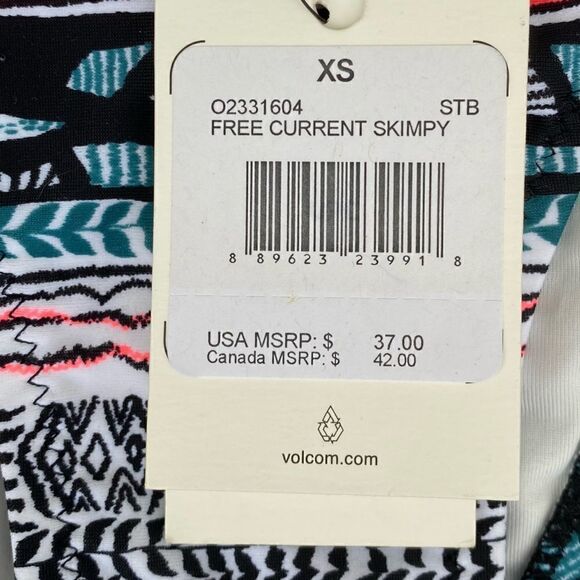 XS
O2331604 STB
FREE CURRENT SKIMPY
8 89623 23991 8
USA MSRP: $ 37.00
Canada MSRP: $ 42.00
volcom.com